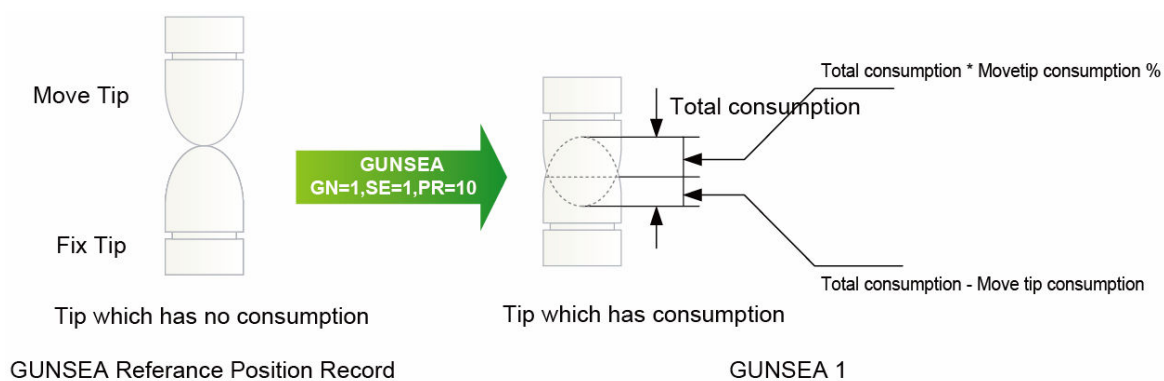 Move Tip
Fix Tip
Tip which has no consumption
GUNSEA Referance Position Record
GUNSEA
GN=1,SE=1,PR=10
Total consumption * Movetip consumption %
Total consumption
Total consumption - Move tip consumption
Tip which has consumption
GUNSEA 1